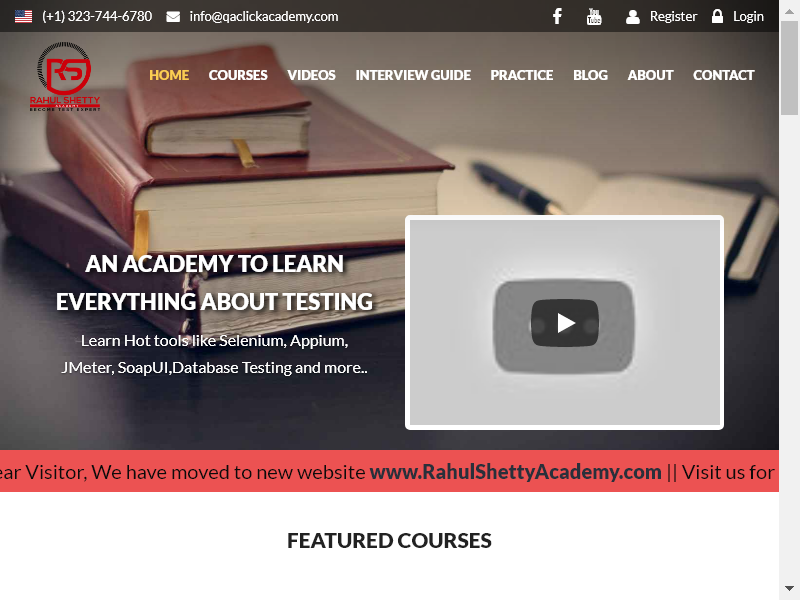 (+1) 323-744-6780 info@qaclickacademy.com Register Login
RAHUL SHETTY
ACADEMY
HOME COURSES VIDEOS INTERVIEW GUIDE PRACTICE BLOG ABOUT CONTACT
AN ACADEMY TO LEARN
EVERYTHING ABOUT TESTING
Learn Hot tools like Selenium, Appium,
JMeter, SoapUI,Database Testing and more..
ear Visitor, We have moved to new website www.RahulShettyAcademy.com || Visit us for
FEATURED COURSES